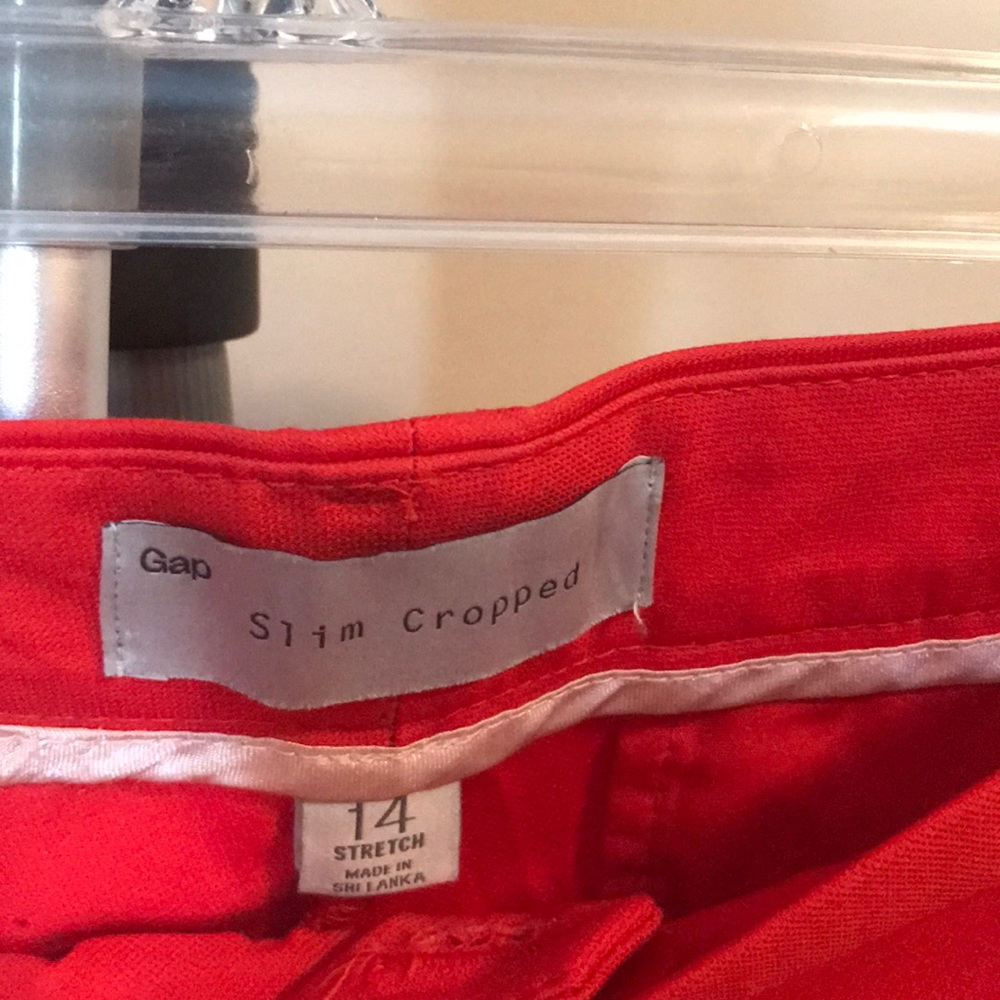 Gap
Slim Cropped
14
STRETCH
MADE IN
SRI LANKA